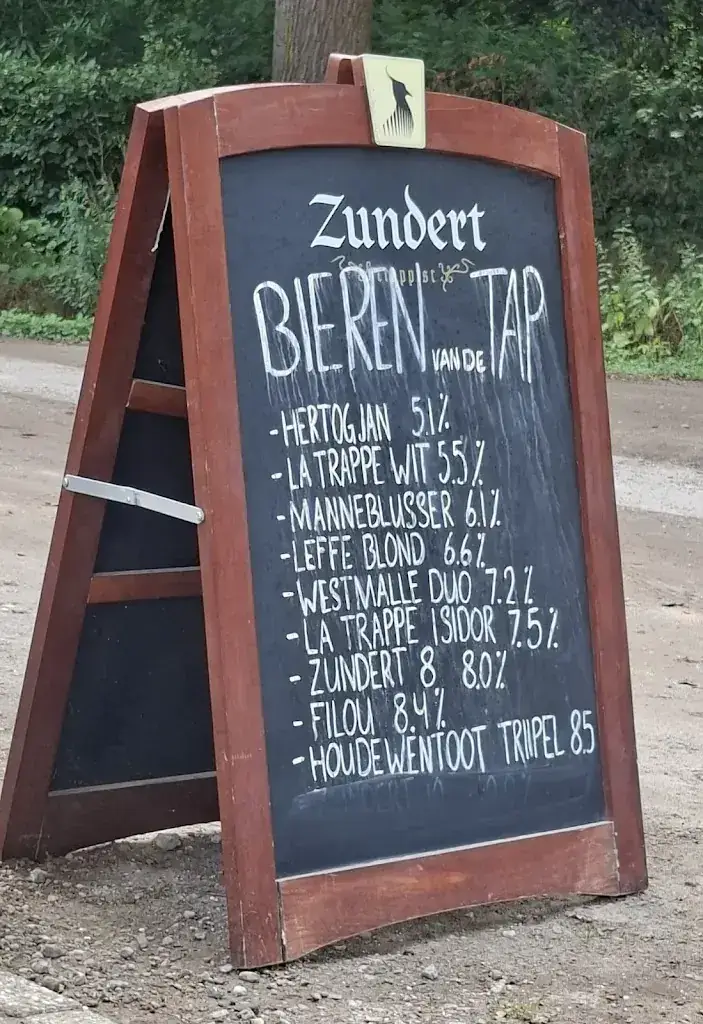 Zundert
trappist
BIEREN VAN DE TAP
- HERTOG JAN 5.1%
- LA TRAPPE WIT 5.5%
- MANNEBLUSSER 6.1%
- LEFFE BLOND 6.6%
- WESTMALLE DUO 7.2%
- LA TRAPPE ISIDOR 7.5%
- ZUNDERT 8 8.0%
- FILOU 8.4%
- HOUDEWENTOOT TRIIPEL 8.5